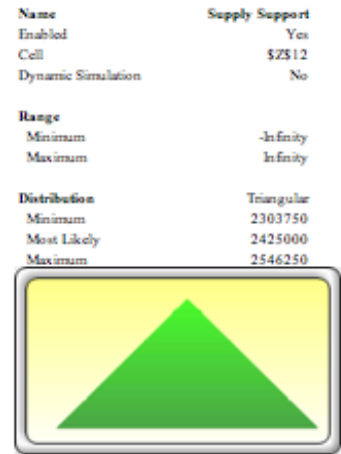 Name Supply Support
Enabled Yes
Cell $Z$12
Dynamic Simulation No
Range
Minimum -Infinity
Maximum Infinity
Distribution Triangular
Minimum 2303750
Most Likely 2425000
Maximum 2546250